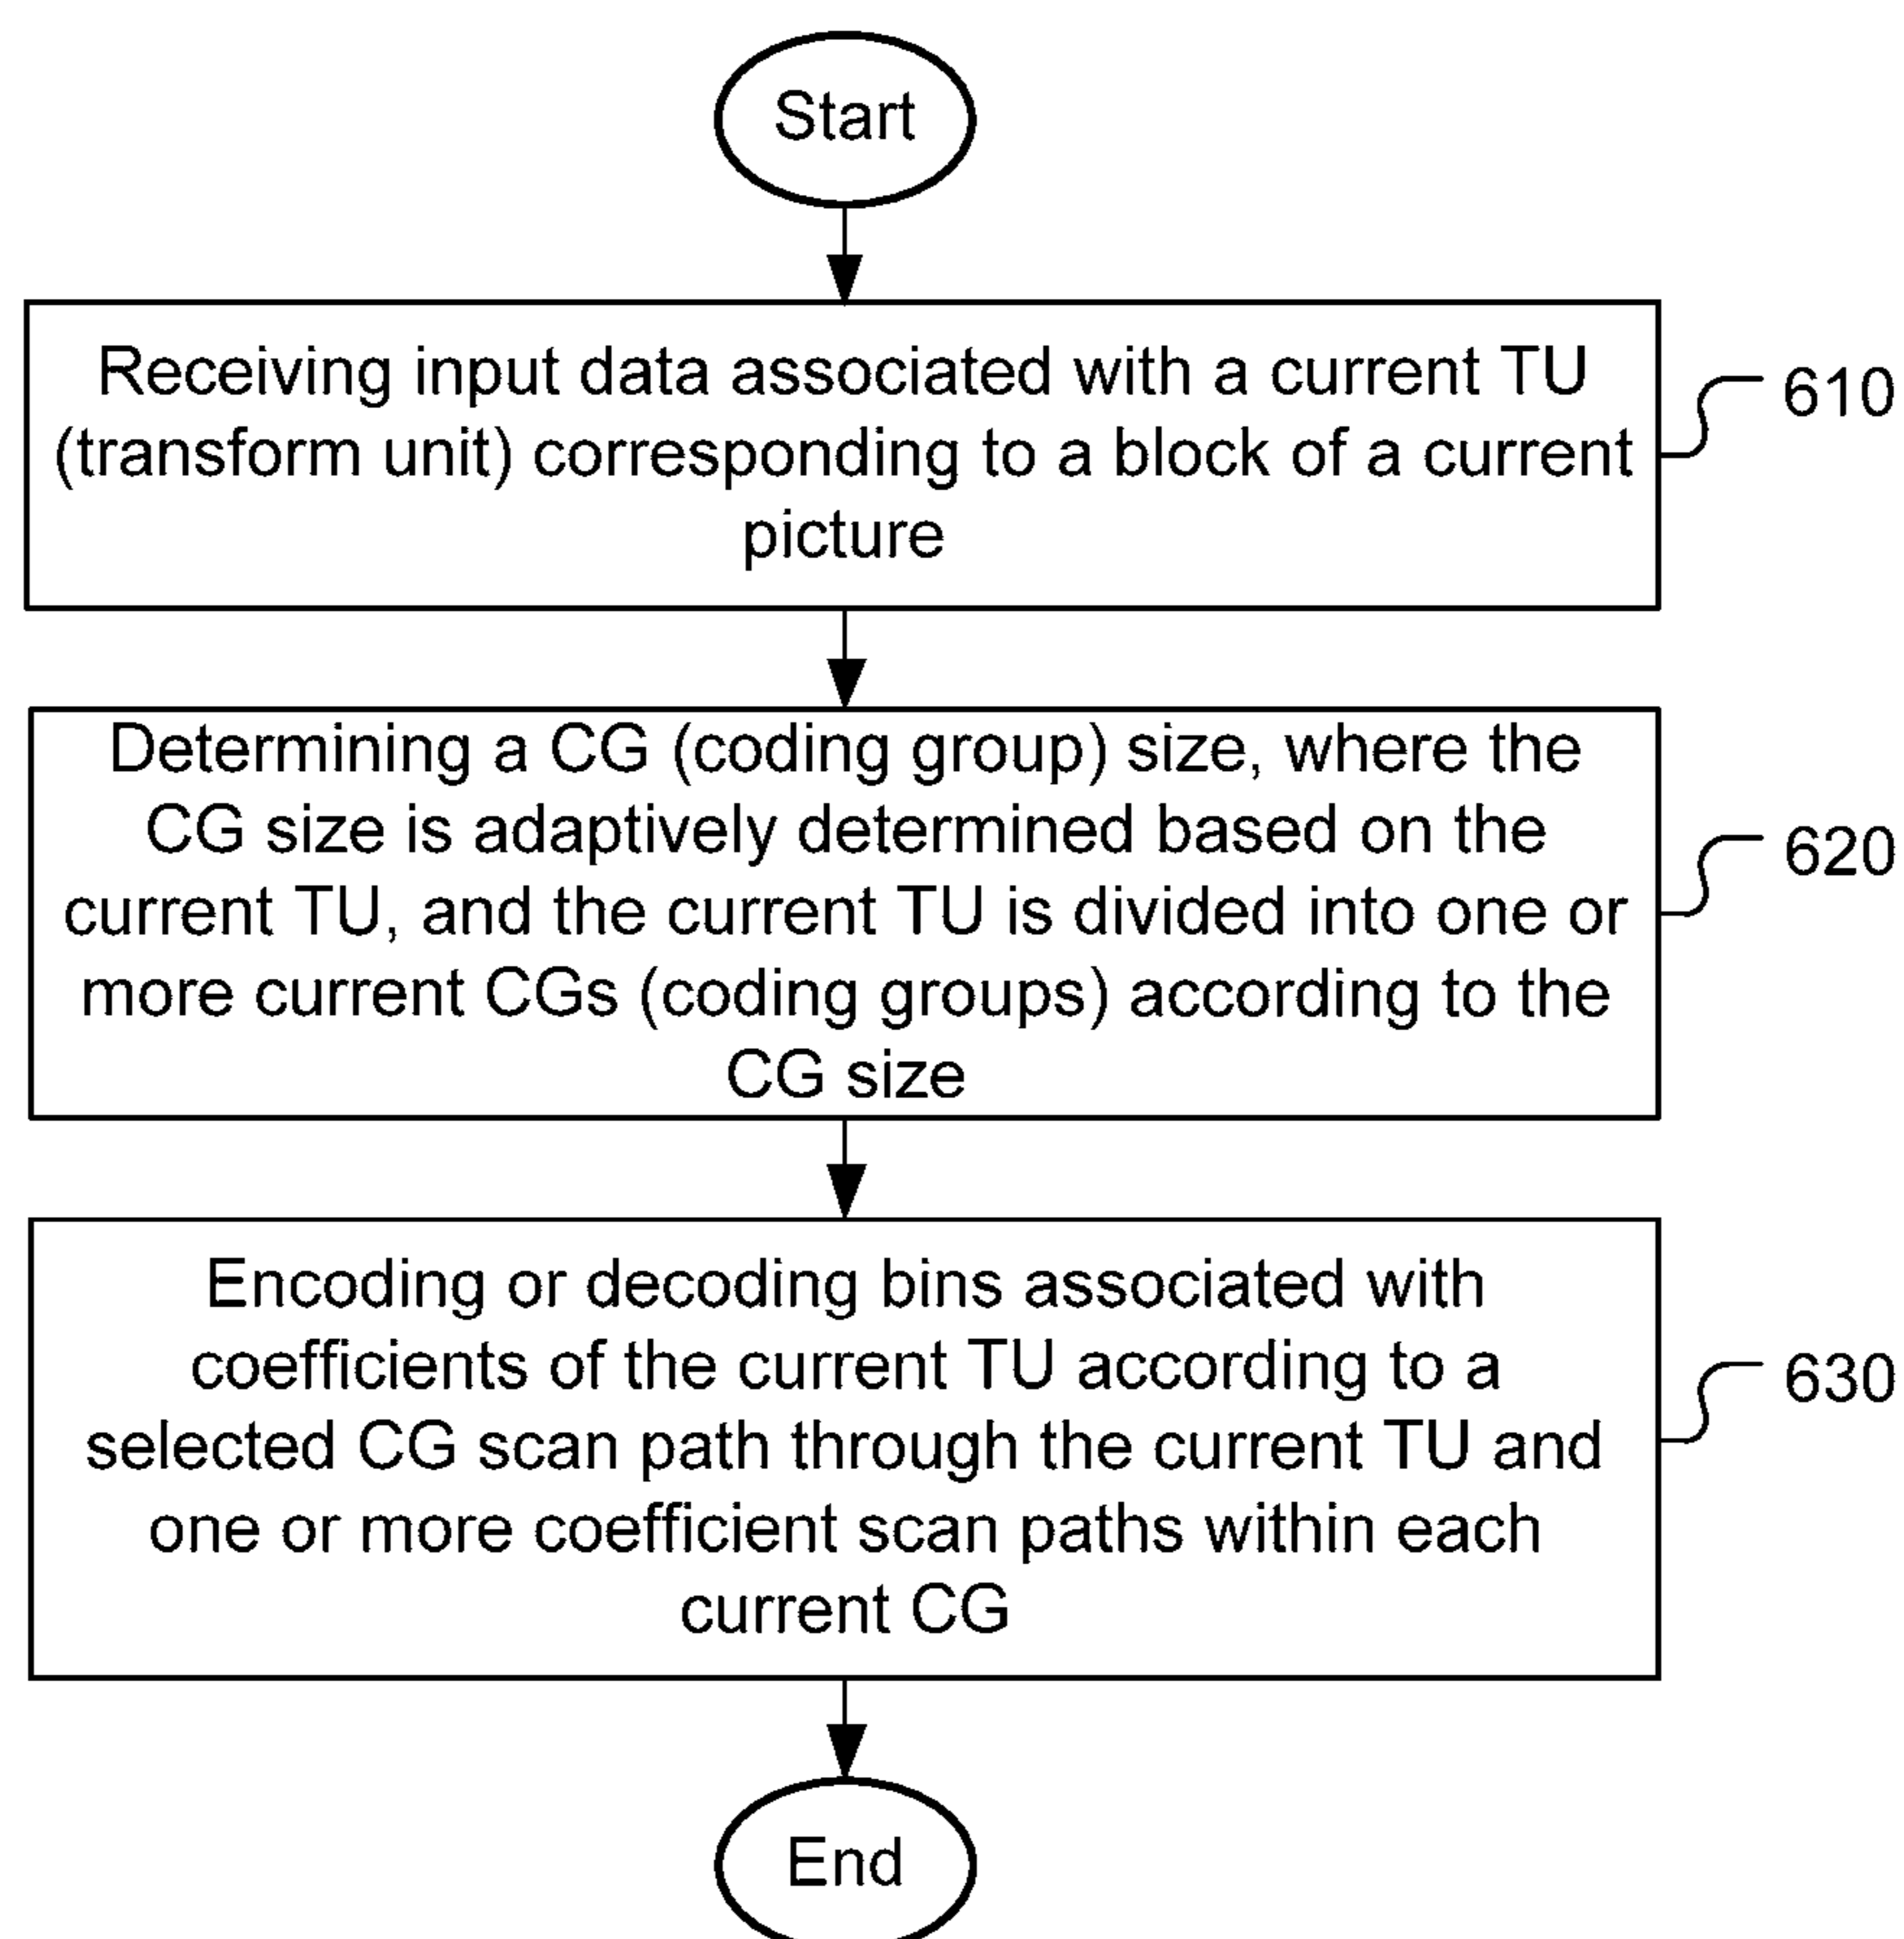 Start
Receiving input data associated with a current TU
(transform unit) corresponding to a block of a current
picture
610
Determining a CG (coding group) size, where the
CG size is adaptively determined based on the
current TU, and the current TU is divided into one or
more current CGs (coding groups) according to the
CG size
620
Encoding or decoding bins associated with
coefficients of the current TU according to a
selected CG scan path through the current TU and
one or more coefficient scan paths within each
current CG
630
End